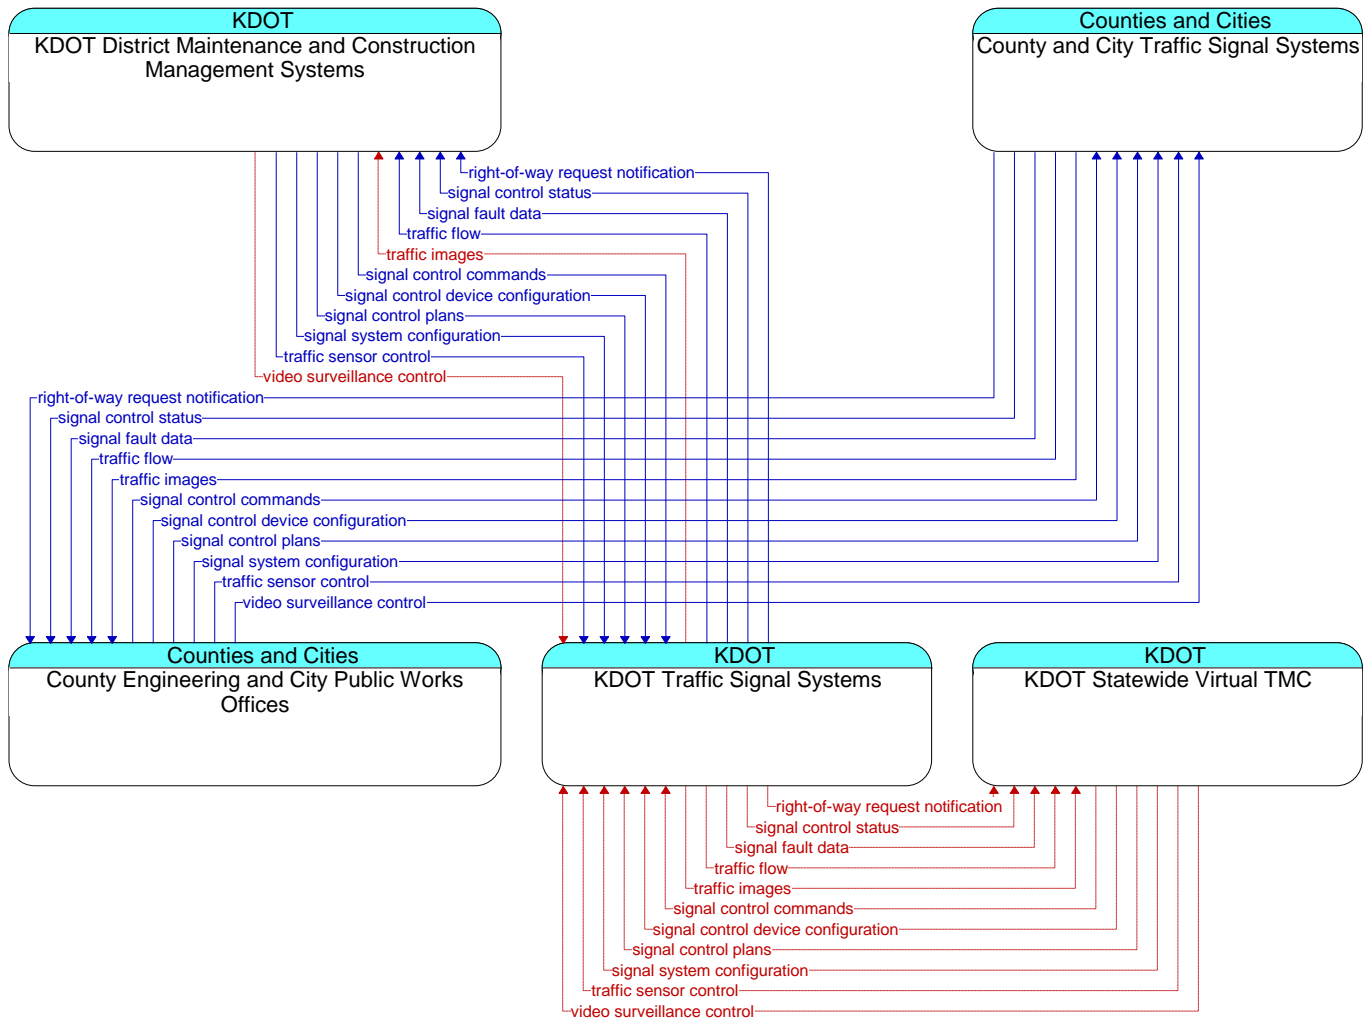 KDOT
KDOT District Maintenance and Construction
Management Systems
Counties and Cities
County and City Traffic Signal Systems
right-of-way request notification
signal control status
signal fault data
traffic flow
traffic images
signal control commands
signal control device configuration
signal control plans
signal system configuration
traffic sensor control
video surveillance control
right-of-way request notification
signal control status
signal fault data
traffic flow
traffic images
signal control commands
signal control device configuration
signal control plans
signal system configuration
traffic sensor control
video surveillance control
Counties and Cities
County Engineering and City Public Works
Offices
KDOT
KDOT Traffic Signal Systems
KDOT
KDOT Statewide Virtual TMC
right-of-way request notification
signal control status
signal fault data
traffic flow
traffic images
signal control commands
signal control device configuration
signal control plans
signal system configuration
traffic sensor control
video surveillance control